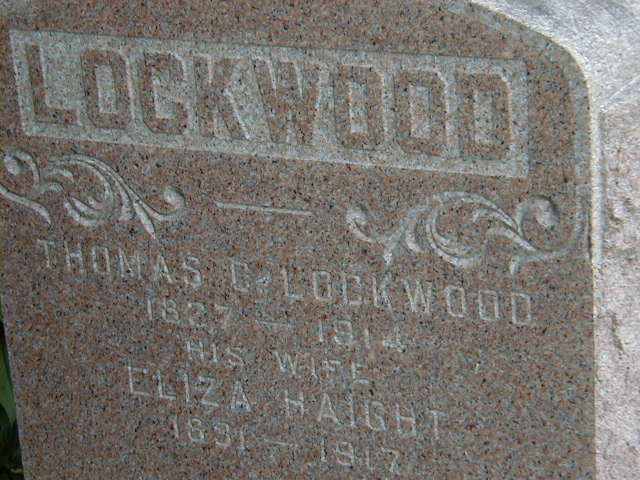 LOCKWOOD
THOMAS C. LOCKWOOD
1827 — 1914
HIS WIFE
ELIZA HAIGHT
1831 — 1917